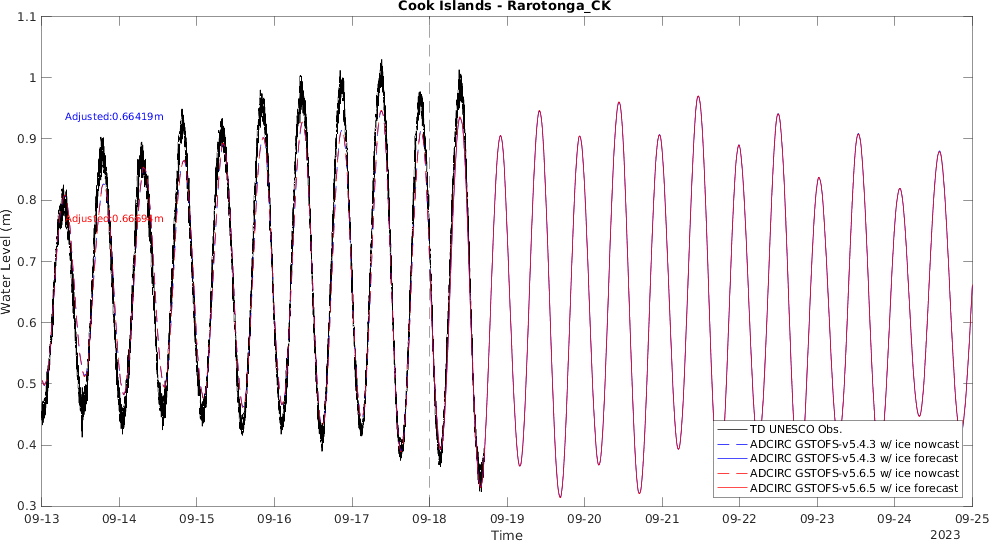 Cook Islands - Rarotonga_CK
1.1
1
0.9
0.8
0.7
0.6
0.5
0.4
0.3
Water Level (m)
Adjusted:0.66419m
Adjusted:0.66694m
TD UNESCO Obs.
ADCIRC GSTOFS-v5.4.3 w/ ice nowcast
ADCIRC GSTOFS-v5.4.3 w/ ice forecast
ADCIRC GSTOFS-v5.6.5 w/ ice nowcast
ADCIRC GSTOFS-v5.6.5 w/ ice forecast
09-13 09-14 09-15 09-16 09-17 09-18 09-19 09-20 09-21 09-22 09-23 09-24 09-25
Time
2023